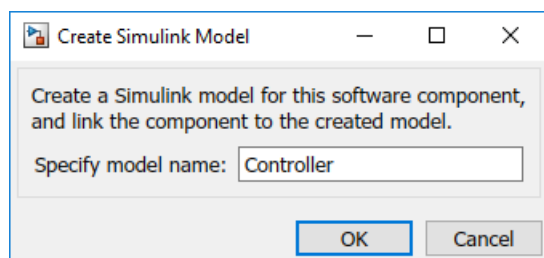 Create Simulink Model
Create a Simulink model for this software component,
and link the component to the created model.
Specify model name: Controller
OK Cancel